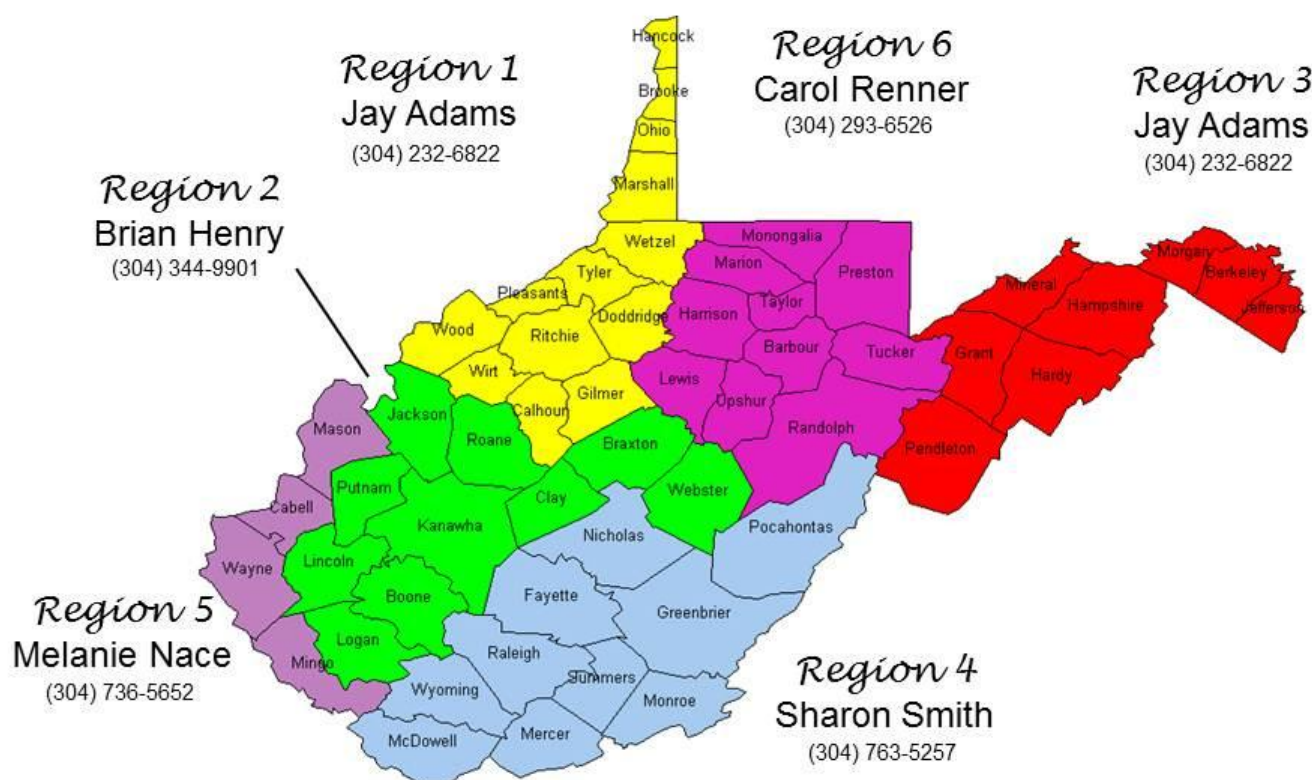 Region 1
Jay Adams
(304) 232-6822
Region 6
Carol Renner
(304) 293-6526
Region 3
Jay Adams
(304) 232-6822
Region 2
Brian Henry
(304) 344-9901
Hancock
Brooke
Ohio
Marshall
Wetzel
Tyler
Pleasants
Doddridge
Wood
Ritchie
Wirt
Calhoun
Gilmer
Monongalia
Marion
Preston
Taylor
Harrison
Barbour
Tucker
Lewis
Upshur
Randolph
Morgan
Berkeley
Jefferson
Mineral
Hampshire
Grant
Hardy
Pendleton
Jackson
Roane
Braxton
Webster
Clay
Putnam
Kanawha
Lincoln
Boone
Logan
Mason
Cabell
Wayne
Mingo
Pocahontas
Nicholas
Fayette
Greenbrier
Raleigh
Summers
Monroe
Wyoming
Mercer
McDowell
Region 5
Melanie Nace
(304) 736-5652
Region 4
Sharon Smith
(304) 763-5257